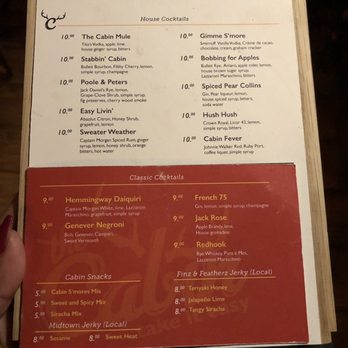 House Cocktails
10.00 The Cabin Mule
Tito's Vodka, apple, lime,
house ginger syrup, bitters
10.00 Stabbin' Cabin
Bulleit Bourbon, Filthy Cherry, lemon,
simple syrup, champagne
10.00 Poole & Peters
Jack Daniel's Rye, lemon,
Grape-Clove Shrub, simple syrup,
fig preserves, cherry wood smoke
10.00 Easy Livin'
Absolut Citron, Honey Shrub,
grapefruit, lemon
10.00 Sweater Weather
Captain Morgan Spiced Rum, ginger
syrup, lemon, honey shrub, orange
bitters, hot water
10.00 Gimme S'more
Smirnoff Vanilla Vodka, Crème de cacao,
chocolate, cream, graham cracker
10.00 Bobbing for Apples
Bulleit Rye, Amaro, apple cider, lemon,
house brown sugar syrup,
Lazzaroni Maraschino, bitters
10.00 Spiced Pear Collins
Gin, Pear liqueur, lemon,
house spiced syrup, bitters,
soda water
10.00 Hush Hush
Crown Royal, Licor 43, lemon,
simple, bitters
10.00 Cabin Fever
Johnnie Walker Red, Ruby Port,
coffee liqueur, simple, bitters
Classic Cocktails
9.00 Hemmingway Daiquiri
Captain Morgan White, lime, Lazzaroni
Maraschino, grapefruit, simple syrup
9.00 Genever Negroni
Bols Genever, Campari,
Sweet Vermouth
9.00 French 75
Gin, lemon, simple syrup, champagne
9.00 Jack Rose
Apple Brandy, lime,
House grenadine
9.00 Redhook
Rye Whiskey, Punt e Mes,
Lazzaroni Maraschino
Cabin Snacks
5.00 Cabin S'mores Mix
5.00 Sweet and Spicy Mix
5.00 Siracha Mix
Midtown Jerky (Local)
8.00 Sesame 8.00 Sweet Heat
Finz & Featherz Jerky (Local)
8.00 Teriyaki Honey
8.00 Jalapeño Lime
8.00 Tangy Siracha